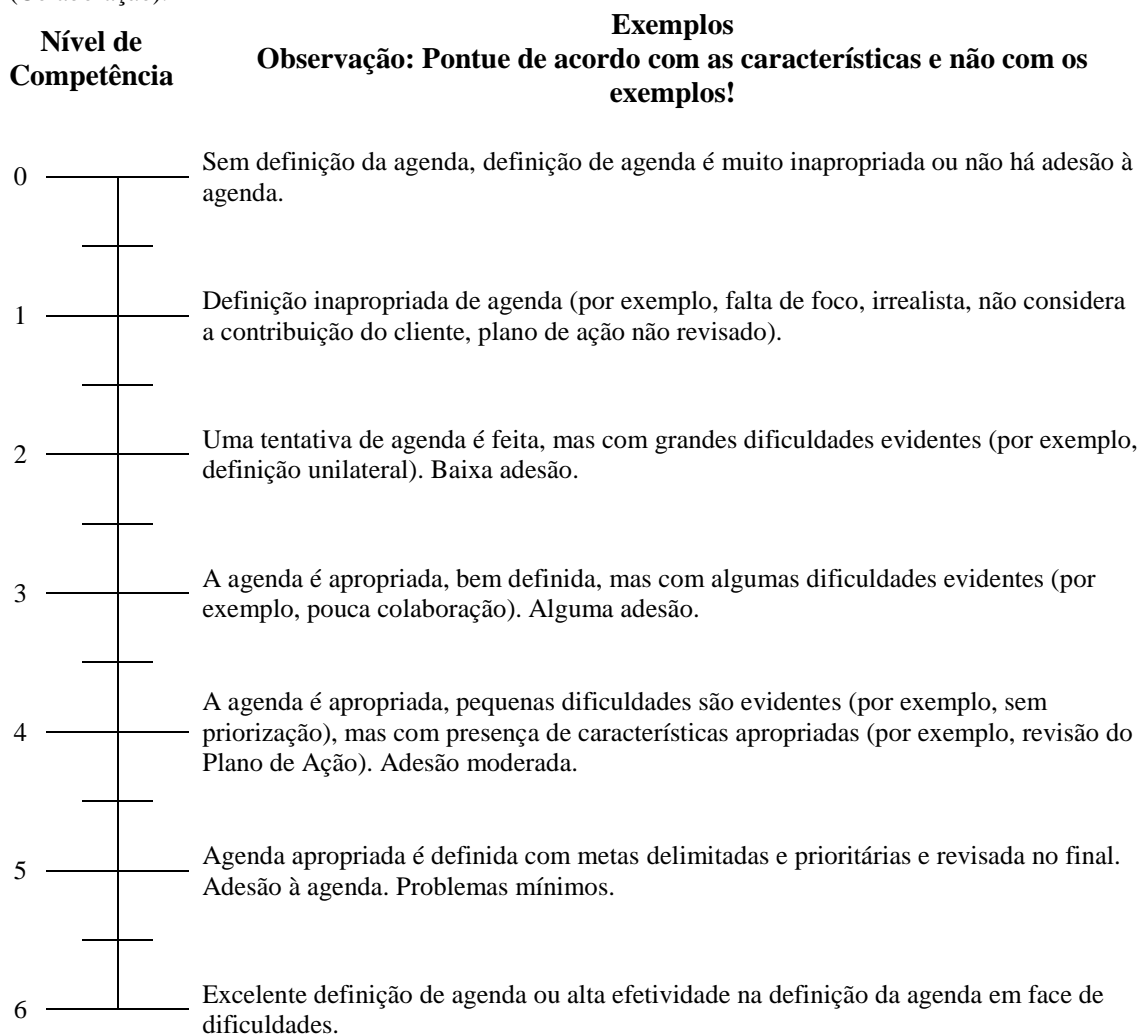 Nível de
Competência
Exemplos
Observação: Pontue de acordo com as características e não com os
exemplos!
0
Sem definição da agenda, definição de agenda é muito inapropriada ou não há adesão à
agenda.
1
Definição inapropriada de agenda (por exemplo, falta de foco, irrealista, não considera
a contribuição do cliente, plano de ação não revisado).
2
Uma tentativa de agenda é feita, mas com grandes dificuldades evidentes (por exemplo,
definição unilateral). Baixa adesão.
3
A agenda é apropriada, bem definida, mas com algumas dificuldades evidentes (por
exemplo, pouca colaboração). Alguma adesão.
4
A agenda é apropriada, pequenas dificuldades são evidentes (por exemplo, sem
priorização), mas com presença de características apropriadas (por exemplo, revisão do
Plano de Ação). Adesão moderada.
5
Agenda apropriada é definida com metas delimitadas e prioritárias e revisada no final.
Adesão à agenda. Problemas mínimos.
6
Excelente definição de agenda ou alta efetividade na definição da agenda em face de
dificuldades.